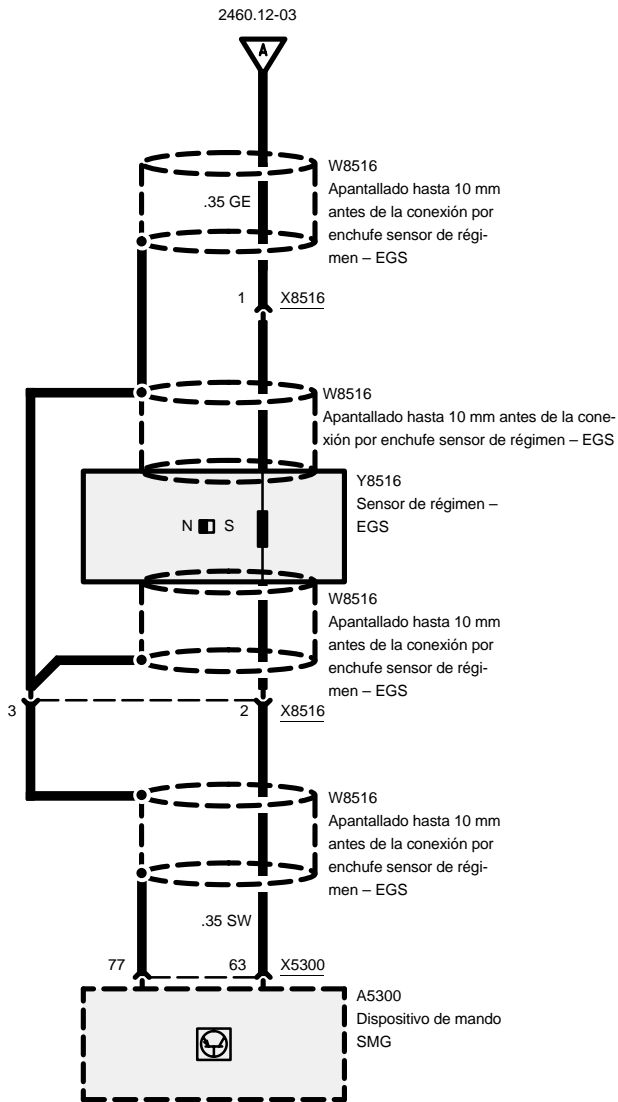 2460.12-03
A
W8516
Apantallado hasta 10 mm
antes de la conexión por
enchufe sensor de régi-
men – EGS
.35 GE
1 X8516
W8516
Apantallado hasta 10 mm antes de la cone-
xión por enchufe sensor de régimen – EGS
Y8516
Sensor de régimen –
EGS
N S
W8516
Apantallado hasta 10 mm
antes de la conexión por
enchufe sensor de régi-
men – EGS
3 2 X8516
W8516
Apantallado hasta 10 mm
antes de la conexión por
enchufe sensor de régi-
men – EGS
.35 SW
77 63 X5300
A5300
Dispositivo de mando
SMG